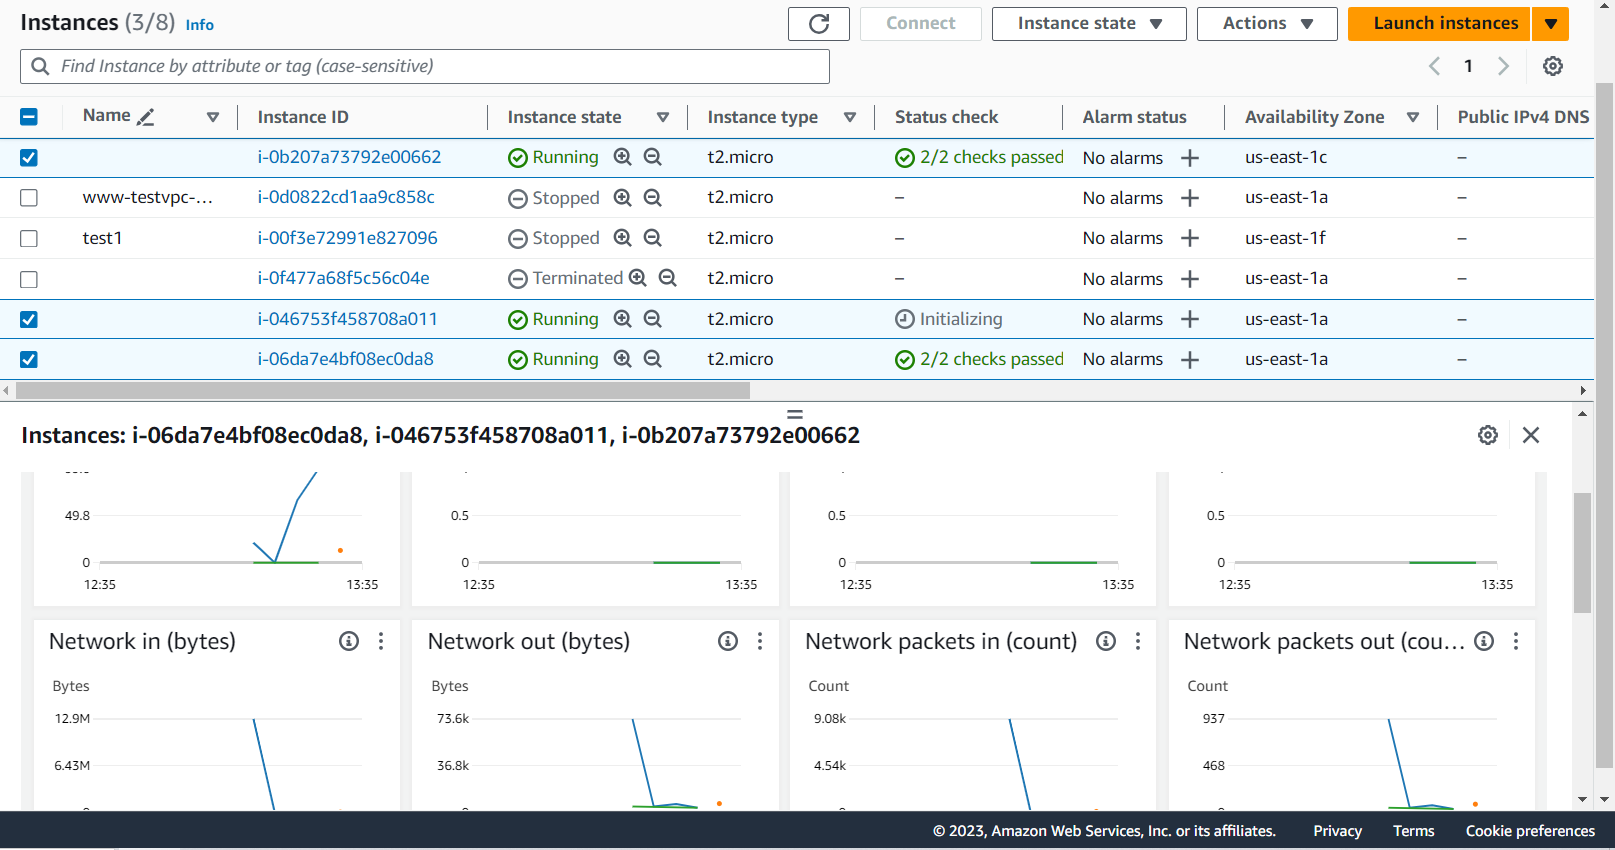 Instances (3/8) Info Connect Instance state Actions Launch instances
Find Instance by attribute or tag (case-sensitive) 1
Name Instance ID Instance state Instance type Status check Alarm status Availability Zone Public IPv4 DNS
i-0b207a73792e00662 Running t2.micro 2/2 checks passed No alarms + us-east-1c –
www-testvpc-... i-0d0822cd1aa9c858c Stopped t2.micro – No alarms + us-east-1a –
test1 i-00f3e72991e827096 Stopped t2.micro – No alarms + us-east-1f –
i-0f477a68f5c56c04e Terminated t2.micro – No alarms + us-east-1a –
i-046753f458708a011 Running t2.micro Initializing No alarms + us-east-1a –
i-06da7e4bf08ec0da8 Running t2.micro 2/2 checks passed No alarms + us-east-1a –
Instances: i-06da7e4bf08ec0da8, i-046753f458708a011, i-0b207a73792e00662
49.8 0.5 0.5 0.5
0 0 0 0
12:35 13:35 12:35 13:35 12:35 13:35 12:35 13:35
Network in (bytes) Network out (bytes) Network packets in (count) Network packets out (cou...
Bytes Bytes Count Count
12.9M 73.6k 9.08k 937
6.43M 36.8k 4.54k 468
© 2023, Amazon Web Services, Inc. or its affiliates. Privacy Terms Cookie preferences